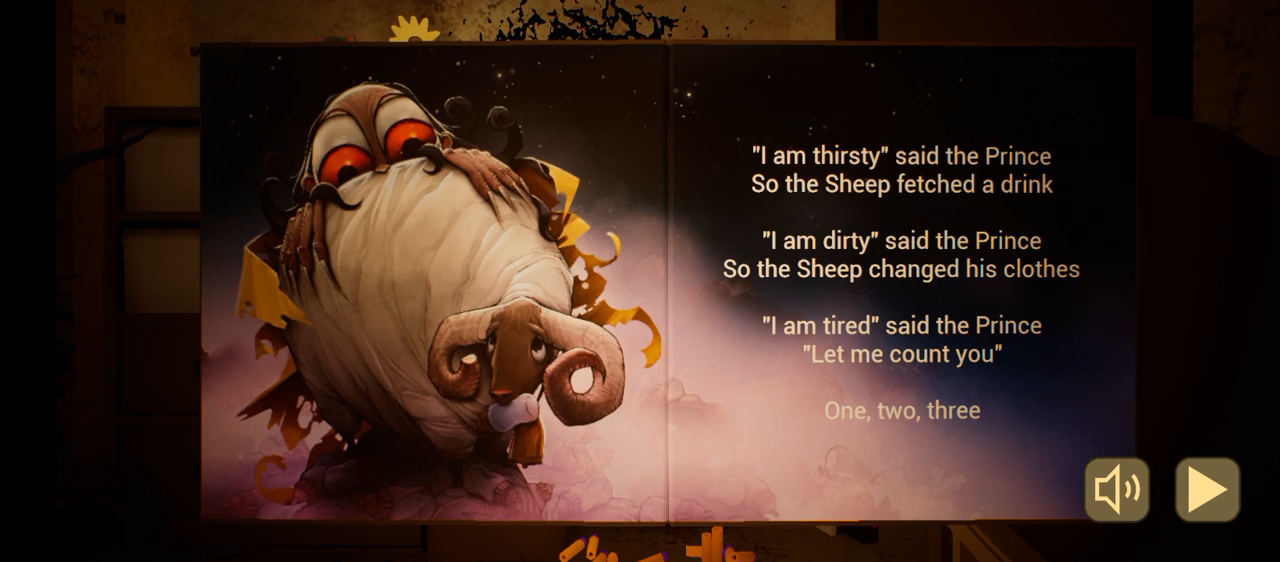 "I am thirsty" said the Prince
So the Sheep fetched a drink
"I am dirty" said the Prince
So the Sheep changed his clothes
"I am tired" said the Prince
"Let me count you"
One, two, three